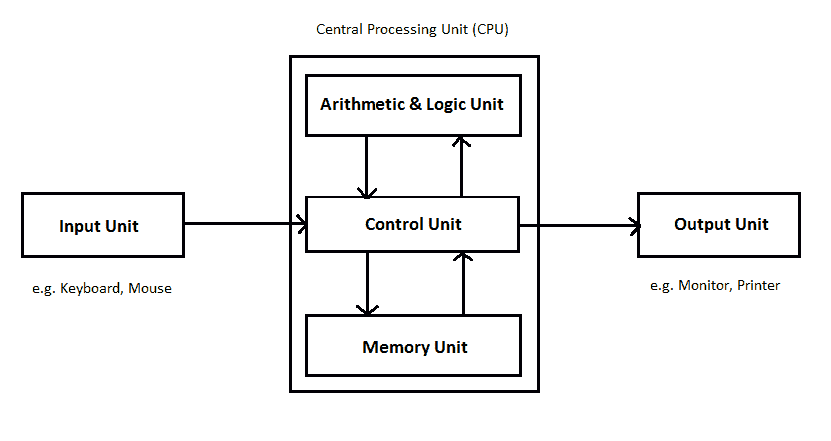 Central Processing Unit (CPU)
Arithmetic & Logic Unit
Input Unit
Control Unit
Output Unit
e.g. Keyboard, Mouse
e.g. Monitor, Printer
Memory Unit